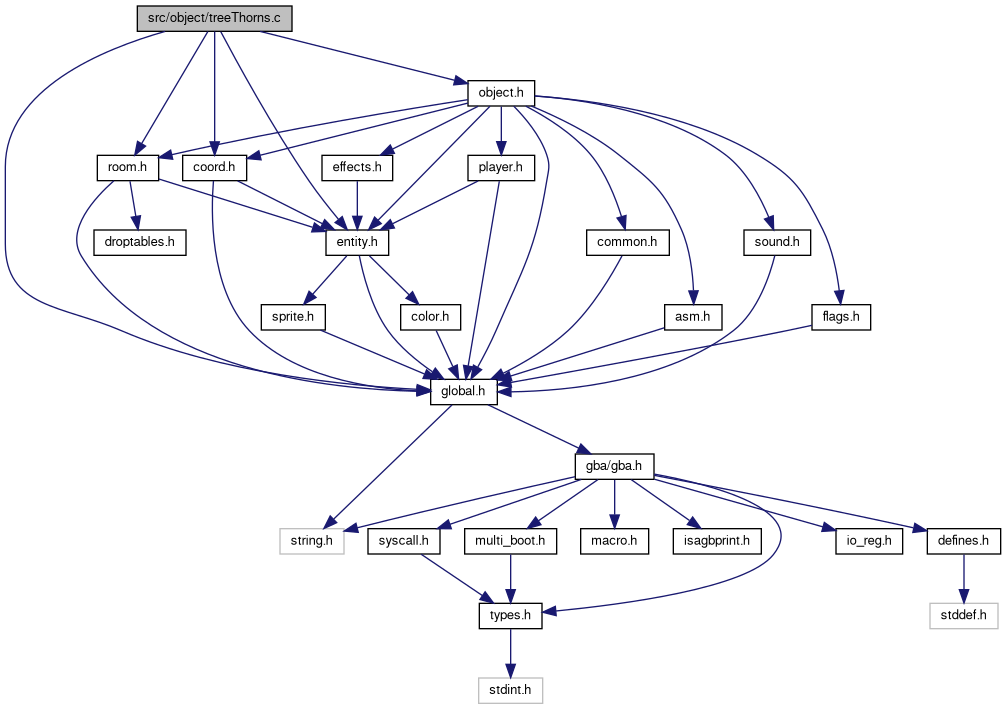 src/object/treeThorns.c
object.h
room.h
coord.h
effects.h
player.h
droptables.h
entity.h
common.h
sound.h
sprite.h
color.h
asm.h
flags.h
global.h
gba/gba.h
string.h
syscall.h
multi_boot.h
macro.h
isagbprint.h
io_reg.h
defines.h
types.h
stddef.h
stdint.h